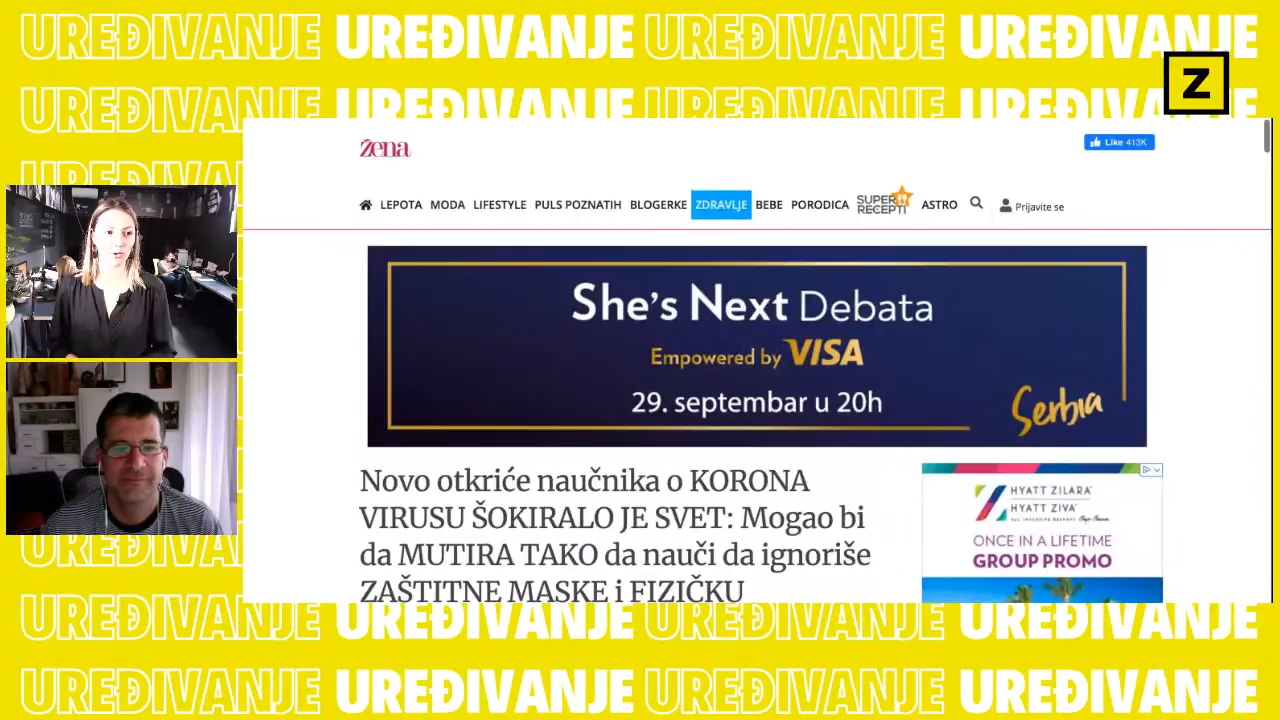 UREĐIVANJE UREĐIVANJE UREĐIVANJE UREĐIVANJE
UREĐIVANJE UREĐIVANJE UREĐIVANJE UREĐIVANJE
Z
žena
Like 413K
LEPOTA MODA LIFESTYLE PULS POZNATIH BLOGERKE ZDRAVLJE BEBE PORODICA SUPER RECEPTI ASTRO Prijavite se
She's Next Debata
Empowered by VISA
29. septembar u 20h
Serbia
Novo otkriće naučnika o KORONA
VIRUSU ŠOKIRALO JE SVET: Mogao bi
da MUTIRA TAKO da nauči da ignoriše
ZAŠTITNE MASKE i FIZIČKU
HYATT ZILARA
HYATT ZIVA
ONCE IN A LIFETIME
GROUP PROMO
UREĐIVANJE UREĐIVANJE UREĐIVANJE UREĐIVANJE
UREĐIVANJE UREĐIVANJE UREĐIVANJE UREĐIVANJE